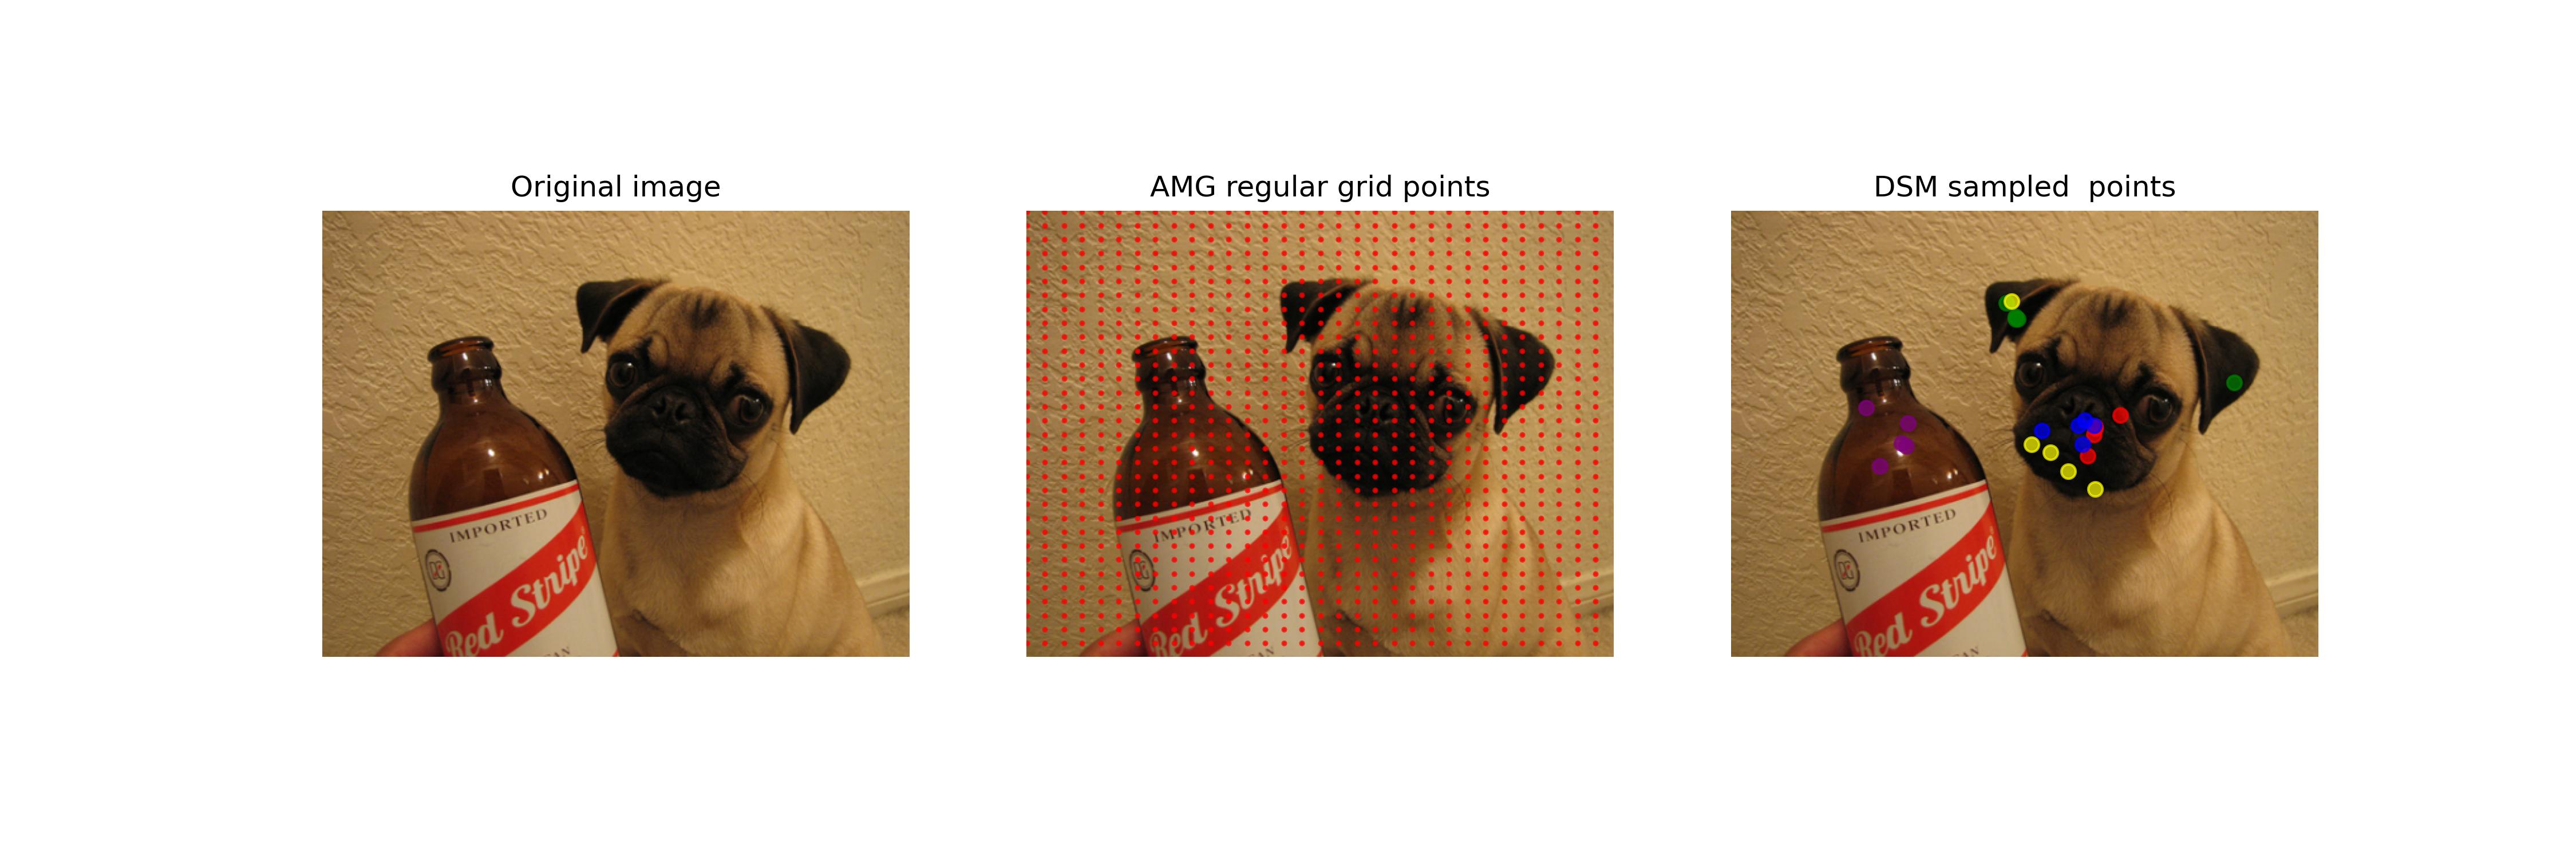 Original image
AMG regular grid points
DSM sampled  points
IMPORTED
Red Stripe
IMPORTED
Red Stripe
IMPORTED
Red Stripe